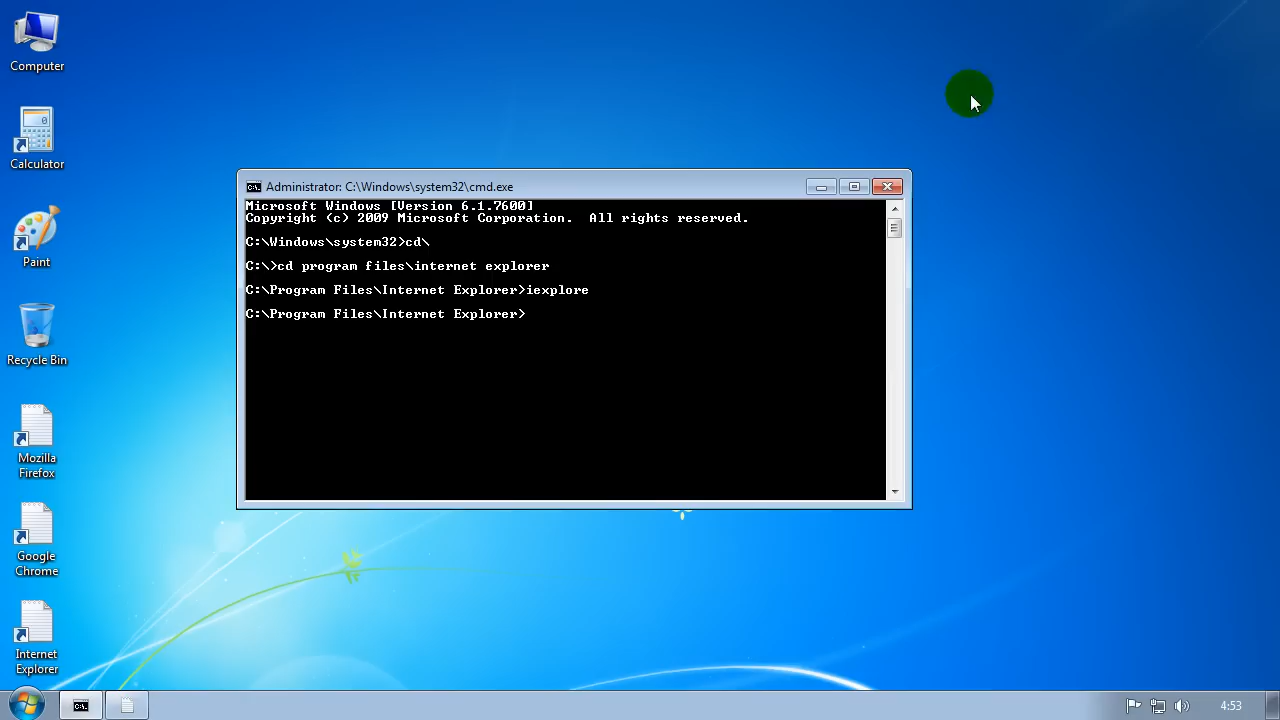 Computer
Calculator
Paint
Recycle Bin
Mozilla
Firefox
Google
Chrome
Internet
Explorer
Administrator: C:\Windows\system32\cmd.exe
Microsoft Windows [Version 6.1.7600]
Copyright (c) 2009 Microsoft Corporation.  All rights reserved.
C:\Windows\system32>cd\
C:\>cd program files\internet explorer
C:\Program Files\Internet Explorer>iexplore
C:\Program Files\Internet Explorer>
4:53